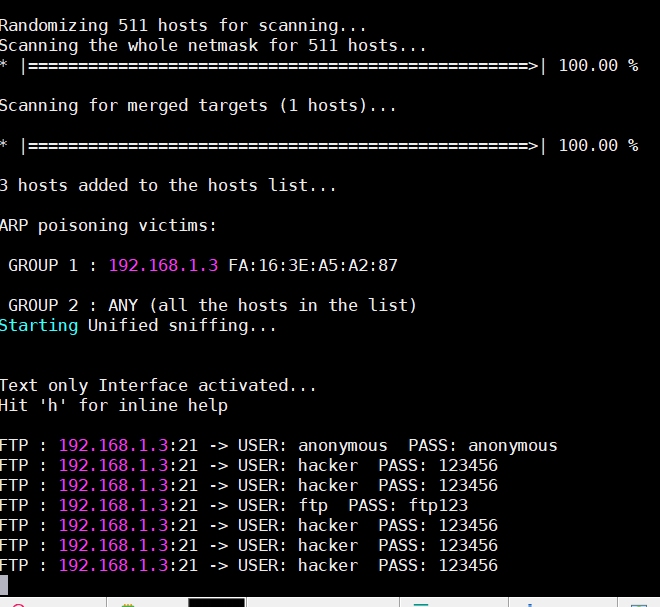 Randomizing 511 hosts for scanning...
Scanning the whole netmask for 511 hosts...
* |==================================================>| 100.00 %
Scanning for merged targets (1 hosts)...
* |==================================================>| 100.00 %
3 hosts added to the hosts list...
ARP poisoning victims:
GROUP 1 : 192.168.1.3 FA:16:3E:A5:A2:87
GROUP 2 : ANY (all the hosts in the list)
Starting Unified sniffing...
Text only Interface activated...
Hit 'h' for inline help
FTP : 192.168.1.3:21 -> USER: anonymous  PASS: anonymous
FTP : 192.168.1.3:21 -> USER: hacker  PASS: 123456
FTP : 192.168.1.3:21 -> USER: hacker  PASS: 123456
FTP : 192.168.1.3:21 -> USER: ftp  PASS: ftp123
FTP : 192.168.1.3:21 -> USER: hacker  PASS: 123456
FTP : 192.168.1.3:21 -> USER: hacker  PASS: 123456
FTP : 192.168.1.3:21 -> USER: hacker  PASS: 123456